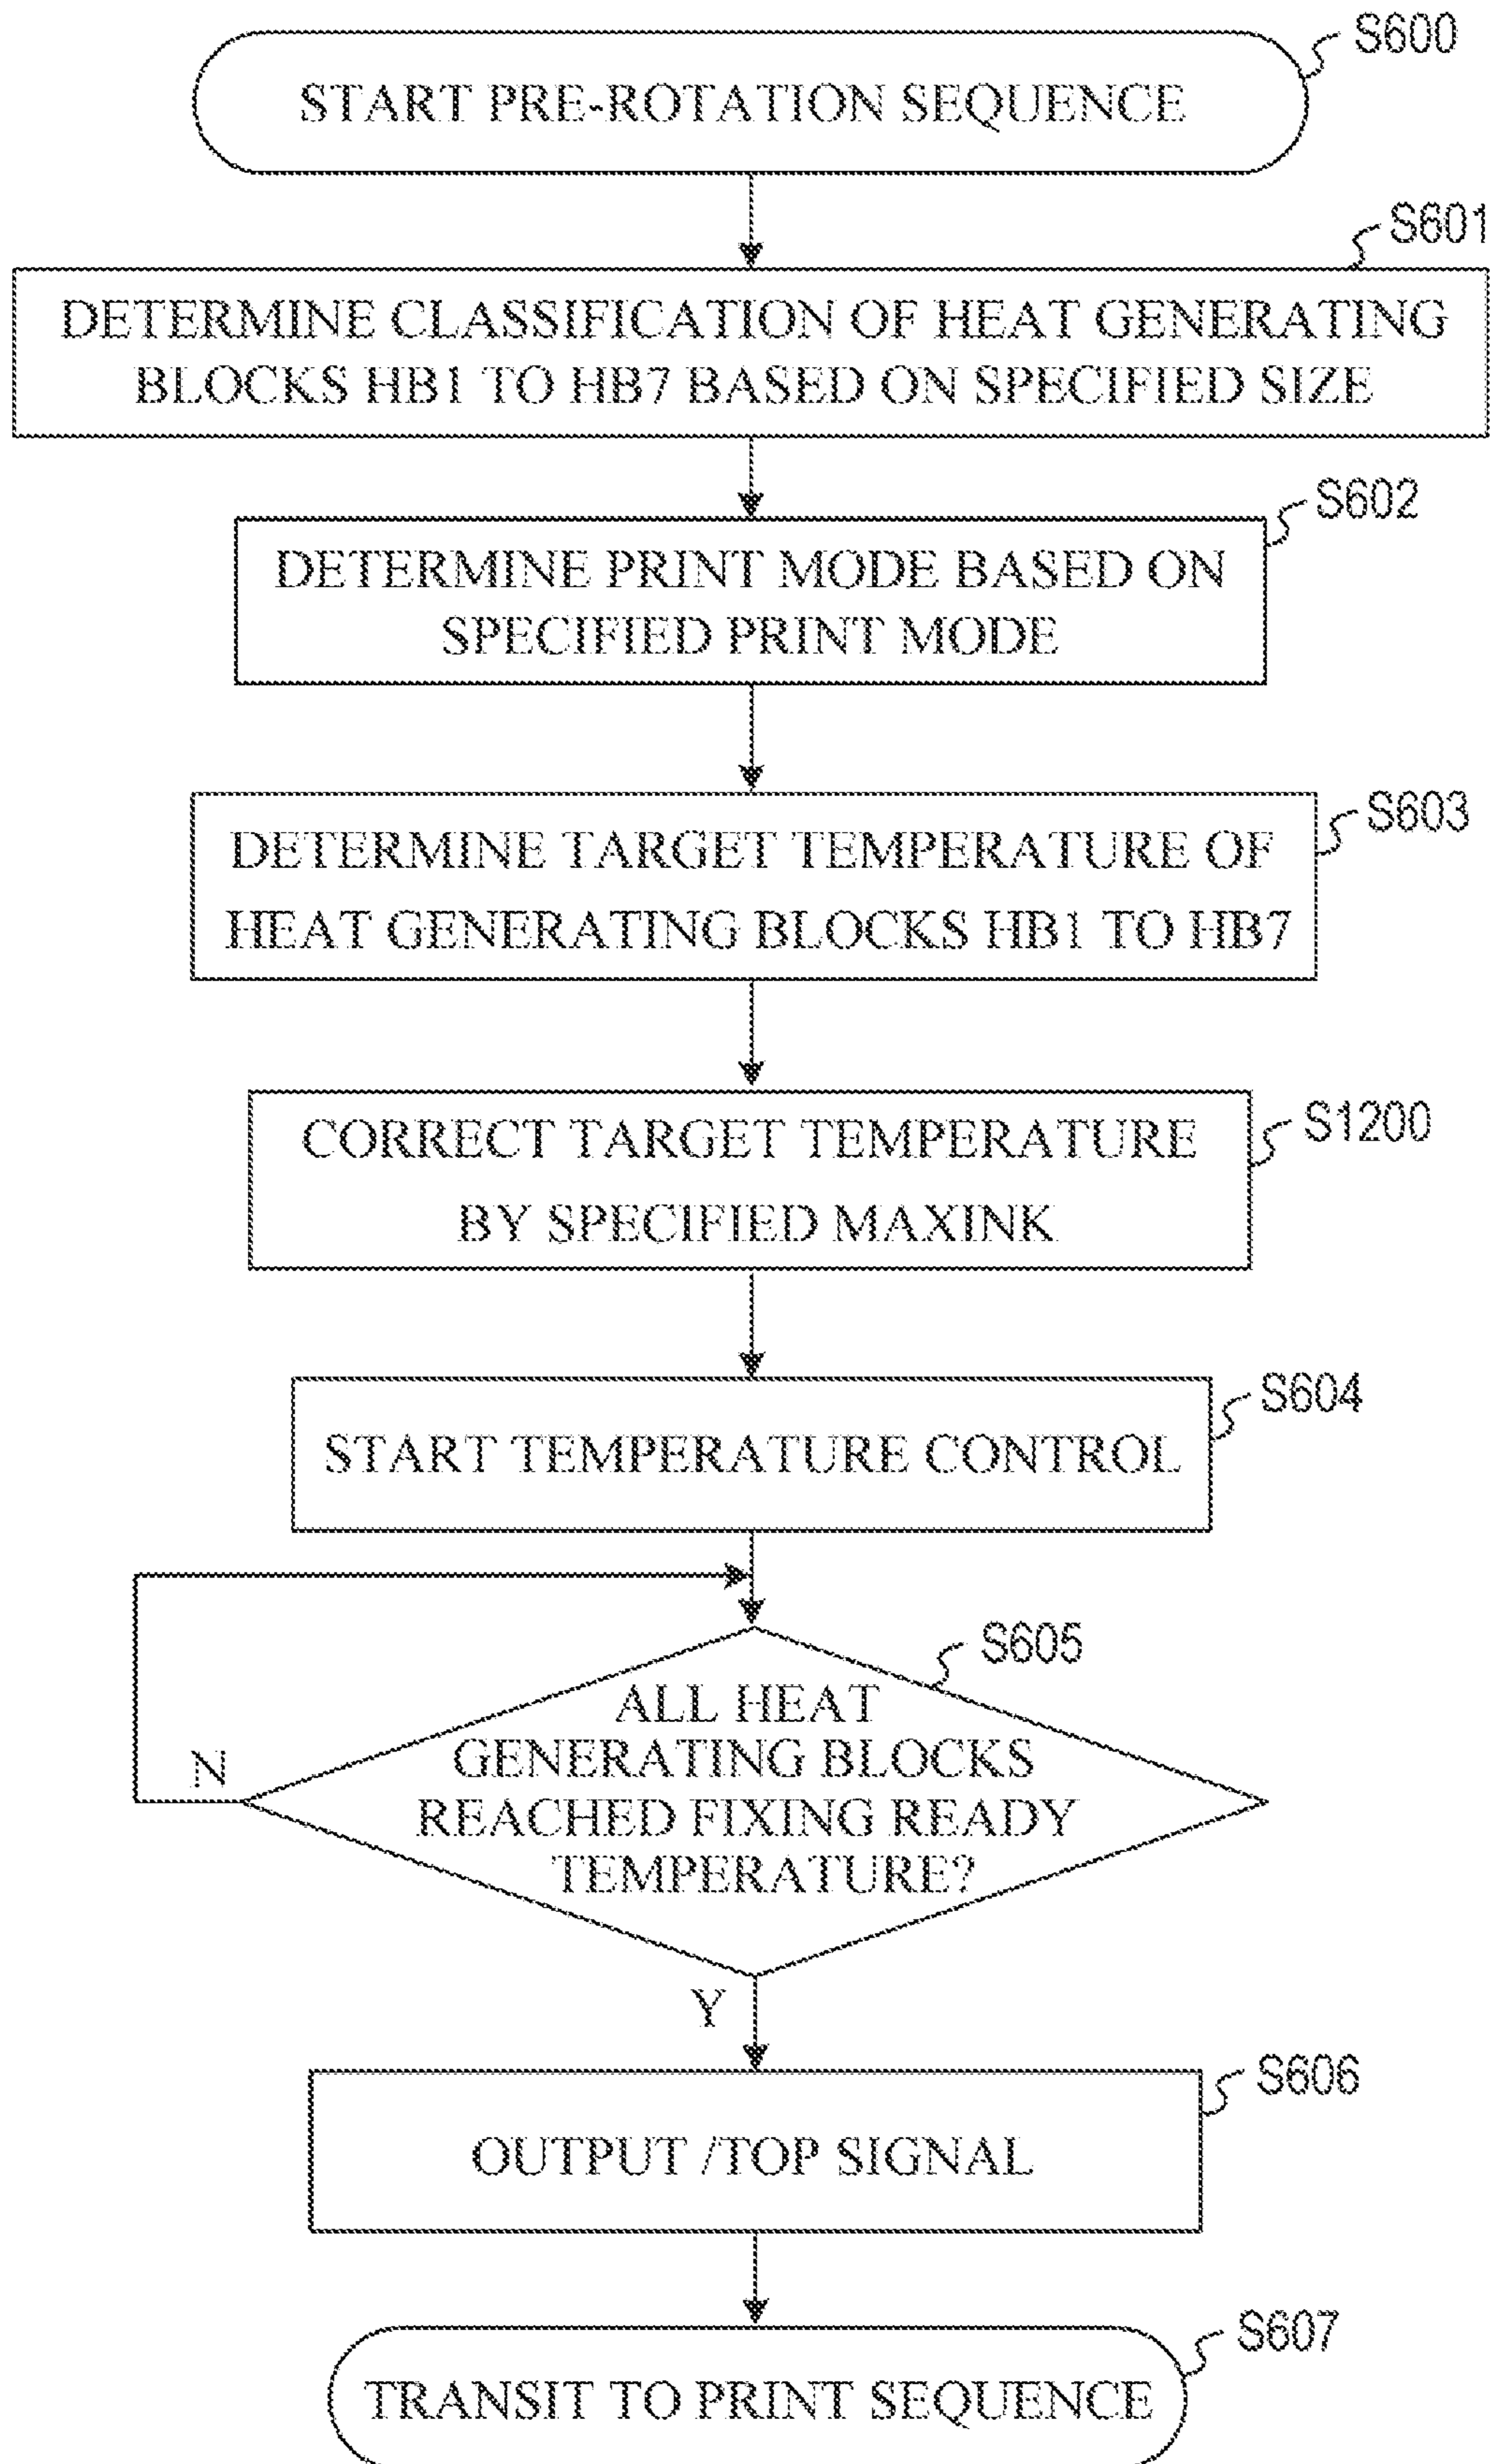 S600
START PRE-ROTATION SEQUENCE
S601
DETERMINE CLASSIFICATION OF HEAT GENERATING
BLOCKS HB1 TO HB7 BASED ON SPECIFIED SIZE
S602
DETERMINE PRINT MODE BASED ON
SPECIFIED PRINT MODE
S603
DETERMINE TARGET TEMPERATURE OF
HEAT GENERATING BLOCKS HB1 TO HB7
S1200
CORRECT TARGET TEMPERATURE
BY SPECIFIED MAXINK
S604
START TEMPERATURE CONTROL
S605
ALL HEAT
GENERATING BLOCKS
REACHED FIXING READY
TEMPERATURE?
N
Y
S606
OUTPUT /TOP SIGNAL
S607
TRANSIT TO PRINT SEQUENCE